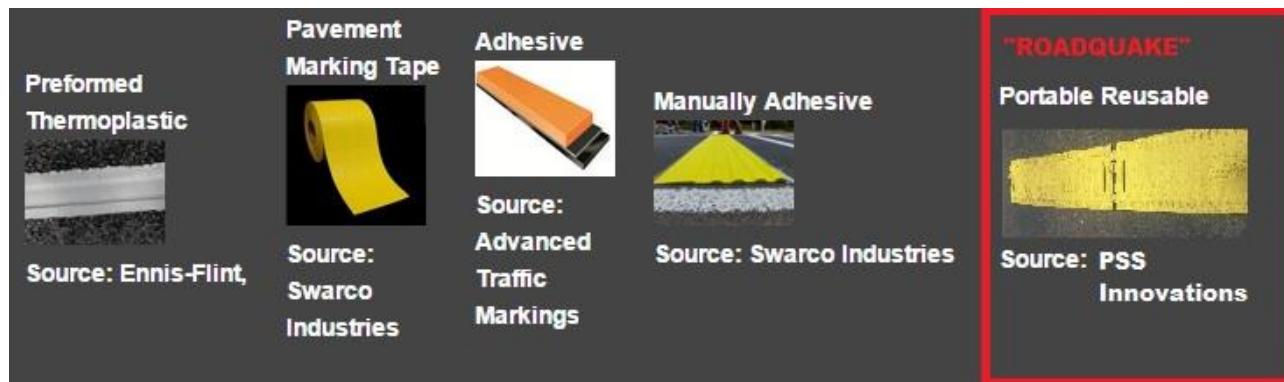 Preformed
Thermoplastic
Source: Ennis-Flint,
Pavement
Marking Tape
Source:
Swarco
Industries
Adhesive
Source:
Advanced
Traffic
Markings
Manually Adhesive
Source: Swarco Industries
"ROADQUAKE"
Portable Reusable
Source: PSS
Innovations